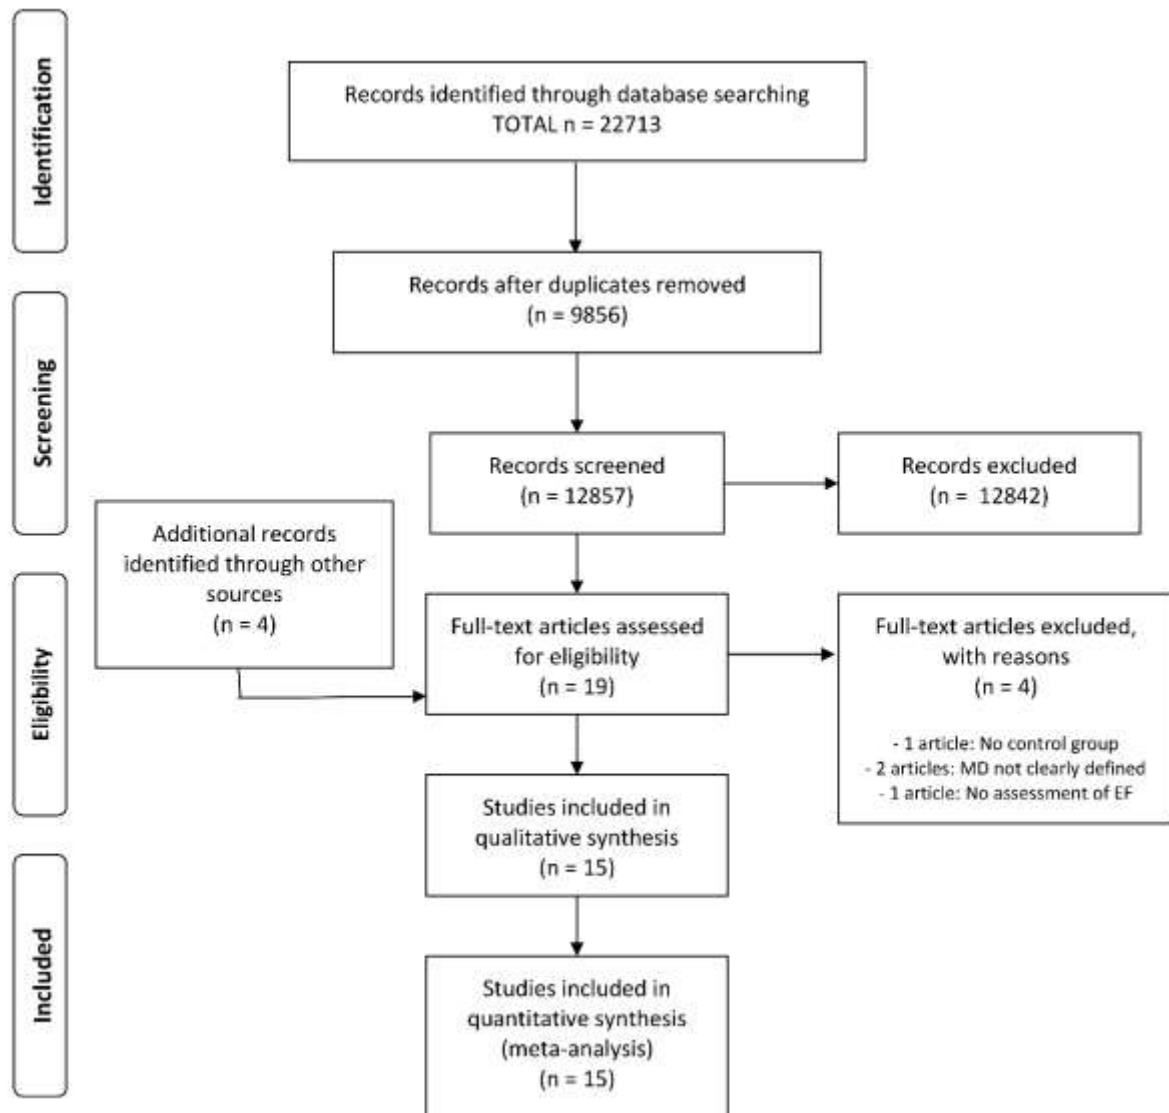 Identification
Records identified through database searching
TOTAL n = 22713
Records after duplicates removed
(n = 9856)
Screening
Records screened
(n = 12857)
Records excluded
(n = 12842)
Additional records
identified through other
sources
(n = 4)
Eligibility
Full-text articles assessed
for eligibility
(n = 19)
Full-text articles excluded,
with reasons
(n = 4)
- 1 article: No control group
- 2 articles: MD not clearly defined
- 1 article: No assessment of EF
Studies included in
qualitative synthesis
(n = 15)
Included
Studies included in
quantitative synthesis
(meta-analysis)
(n = 15)